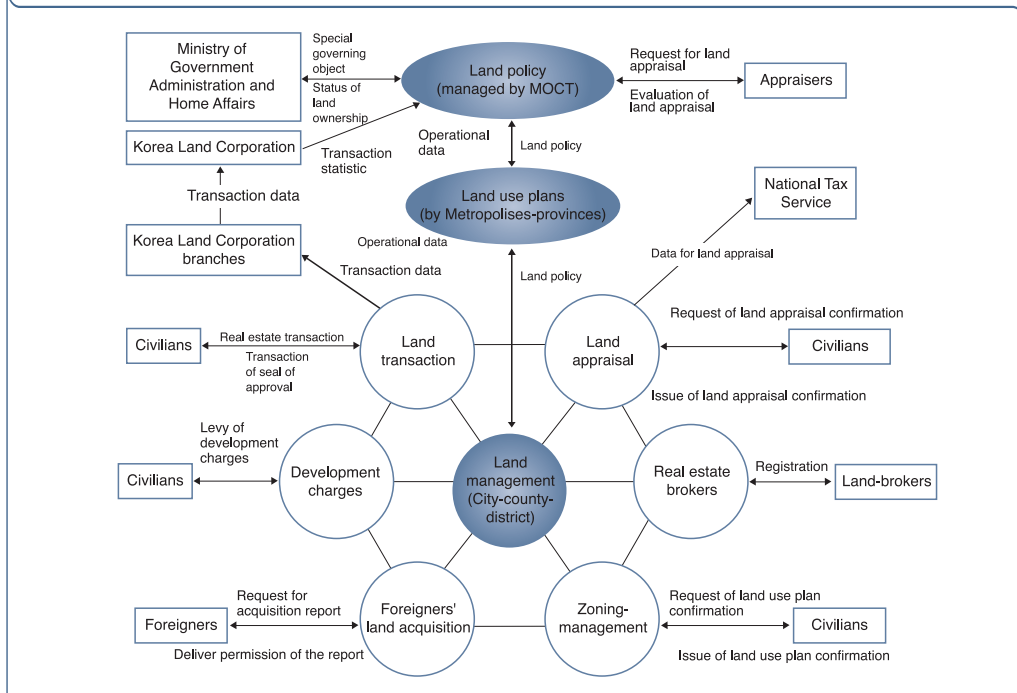 Ministry of
Government
Administration and
Home Affairs
Special
governing
object
Status of
land
ownership
Land policy
(managed by MOCT)
Request for land
appraisal
Evaluation of
land appraisal
Appraisers
Korea Land Corporation
Transaction
statistic
Operational
data
Land policy
Transaction data
Land use plans
(by Metropolises-provinces)
National Tax
Service
Korea Land Corporation
branches
Operational data
Transaction data
Land policy
Data for land appraisal
Civilians
Real estate transaction
Transaction
of seal of
approval
Land
transaction
Land
appraisal
Request of land appraisal confirmation
Civilians
Issue of land appraisal confirmation
Civilians
Levy of
development
charges
Development
charges
Land
management
(City-county-
district)
Real estate
brokers
Registration
Land-brokers
Foreigners
Request for
acquisition report
Deliver permission of the report
Foreigners'
land acquisition
Zoning-
management
Request of land use plan
confirmation
Civilians
Issue of land use plan confirmation